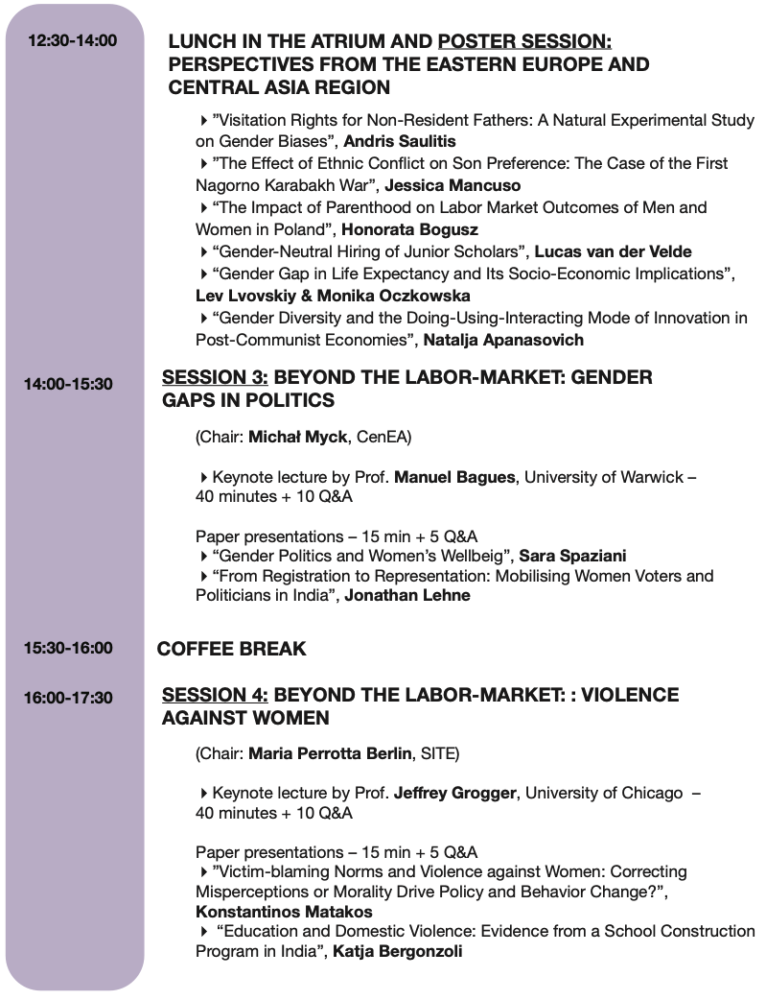 12:30-14:00
LUNCH IN THE ATRIUM AND POSTER SESSION:
PERSPECTIVES FROM THE EASTERN EUROPE AND
CENTRAL ASIA REGION
”Visitation Rights for Non-Resident Fathers: A Natural Experimental Study
on Gender Biases”, Andris Saulitis
”The Effect of Ethnic Conflict on Son Preference: The Case of the First
Nagorno Karabakh War”, Jessica Mancuso
“The Impact of Parenthood on Labor Market Outcomes of Men and
Women in Poland”, Honorata Bogusz
“Gender-Neutral Hiring of Junior Scholars”, Lucas van der Velde
“Gender Gap in Life Expectancy and Its Socio-Economic Implications”,
Lev Lvovskiy & Monika Oczkowska
“Gender Diversity and the Doing-Using-Interacting Mode of Innovation in
Post-Communist Economies”, Natalja Apanasovich
14:00-15:30
SESSION 3: BEYOND THE LABOR-MARKET: GENDER
GAPS IN POLITICS
(Chair: Michał Myck, CenEA)
Keynote lecture by Prof. Manuel Bagues, University of Warwick –
40 minutes + 10 Q&A
Paper presentations – 15 min + 5 Q&A
“Gender Politics and Women’s Wellbeig”, Sara Spaziani
“From Registration to Representation: Mobilising Women Voters and
Politicians in India”, Jonathan Lehne
15:30-16:00
COFFEE BREAK
16:00-17:30
SESSION 4: BEYOND THE LABOR-MARKET: : VIOLENCE
AGAINST WOMEN
(Chair: Maria Perrotta Berlin, SITE)
Keynote lecture by Prof. Jeffrey Grogger, University of Chicago –
40 minutes + 10 Q&A
Paper presentations – 15 min + 5 Q&A
”Victim-blaming Norms and Violence against Women: Correcting
Misperceptions or Morality Drive Policy and Behavior Change?”,
Konstantinos Matakos
“Education and Domestic Violence: Evidence from a School Construction
Program in India”, Katja Bergonzoli